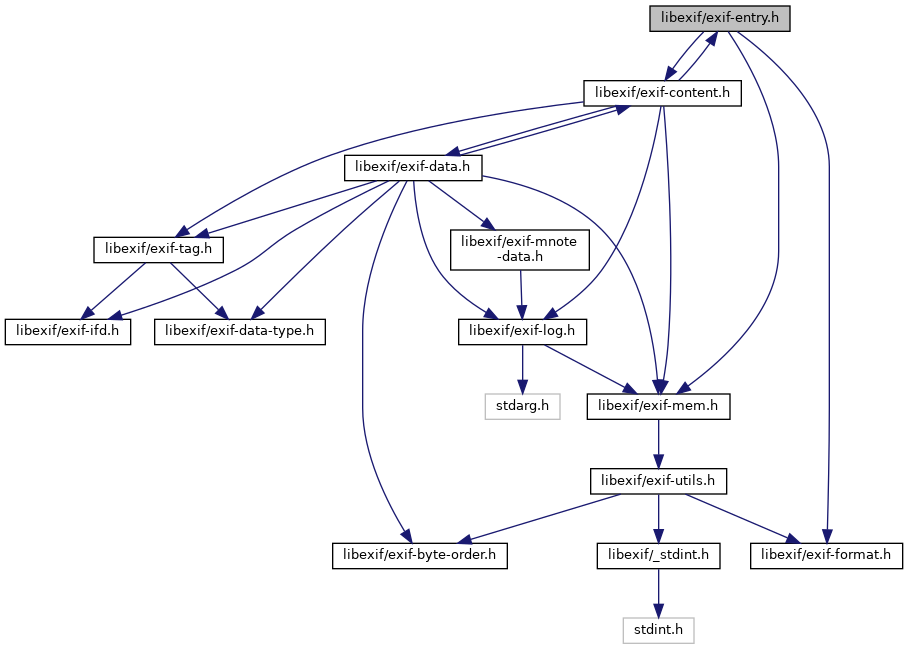 libexif/exif-entry.h
libexif/exif-content.h
libexif/exif-data.h
libexif/exif-tag.h
libexif/exif-mnote
-data.h
libexif/exif-ifd.h
libexif/exif-data-type.h
libexif/exif-log.h
stdarg.h
libexif/exif-mem.h
libexif/exif-utils.h
libexif/exif-byte-order.h
libexif/_stdint.h
libexif/exif-format.h
stdint.h